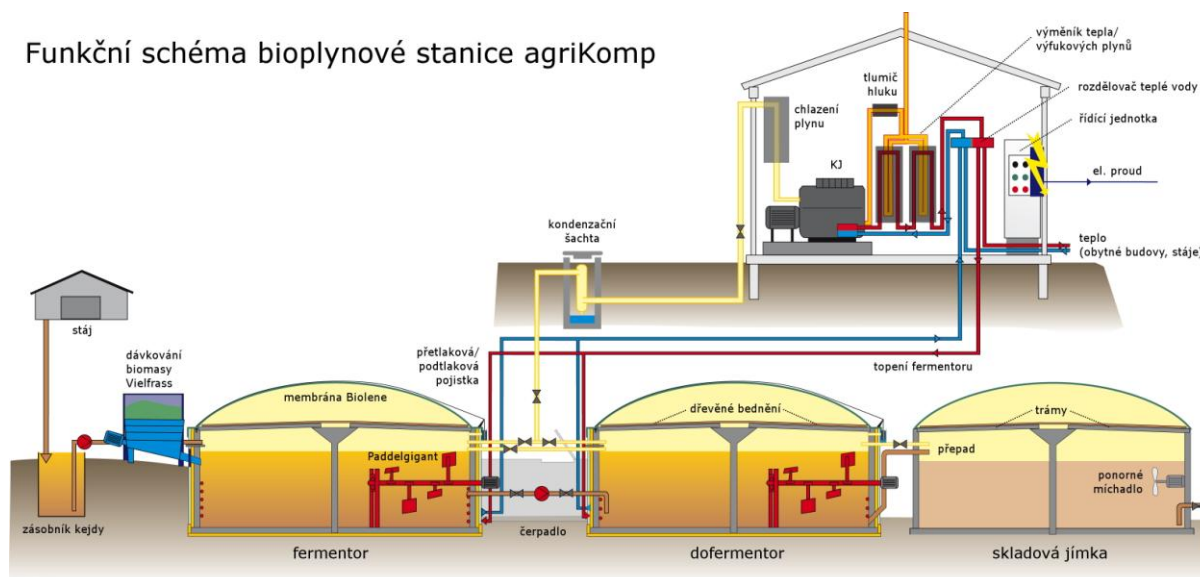 Funkční schéma bioplynové stanice agriKomp
výměník tepla/
výfukových plynů
tlumič
hluku
rozdělovač teplé vody
chlazení
plynu
řídící jednotka
KJ
el. proud
kondenzační
šachta
teplo
(obytné budovy, stáje)
stáj
dávkování
biomasy
Vielfrass
přetlaková/
podtlaková
pojistka
topení fermentoru
membrána Biolene
dřevěné bednění
trámy
Paddelgigant
přepad
ponorné
míchadlo
zásobník kejdy
čerpadlo
fermentor
dofermentor
skladová jímka